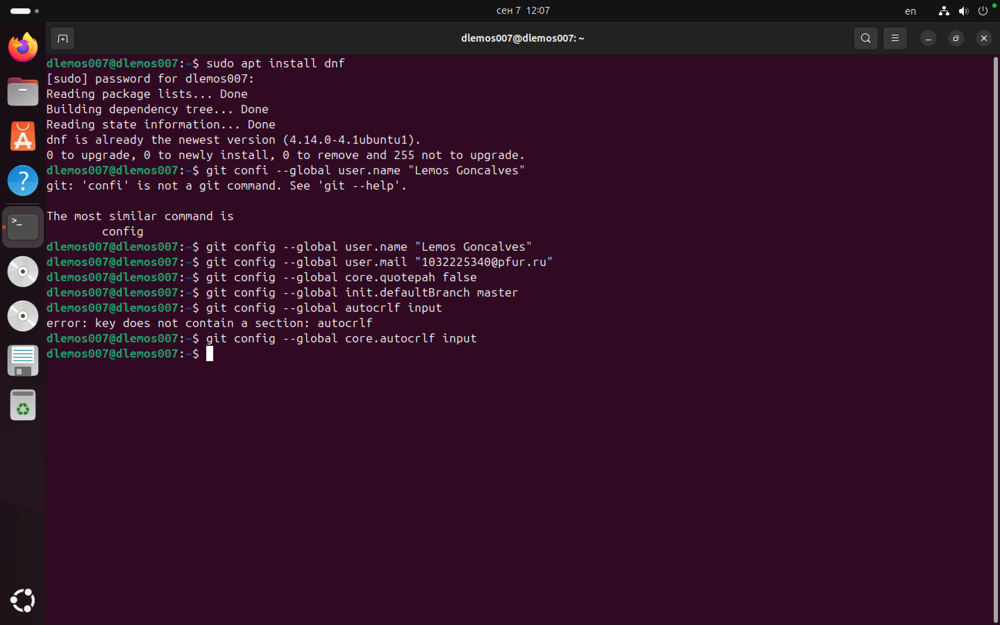 сен 7 12:07
en
dlemos007@dlemos007: ~
dlemos007@dlemos007:~$ sudo apt install dnf
[sudo] password for dlemos007:
Reading package lists... Done
Building dependency tree... Done
Reading state information... Done
dnf is already the newest version (4.14.0-4.1ubuntu1).
0 to upgrade, 0 to newly install, 0 to remove and 255 not to upgrade.
dlemos007@dlemos007:~$ git confi --global user.name "Lemos Goncalves"
git: 'confi' is not a git command. See 'git --help'.

The most similar command is
        config
dlemos007@dlemos007:~$ git config --global user.name "Lemos Goncalves"
dlemos007@dlemos007:~$ git config --global user.mail "1032225340@pfur.ru"
dlemos007@dlemos007:~$ git config --global core.quotepah false
dlemos007@dlemos007:~$ git config --global init.defaultBranch master
dlemos007@dlemos007:~$ git config --global autocrlf input
error: key does not contain a section: autocrlf
dlemos007@dlemos007:~$ git config --global core.autocrlf input
dlemos007@dlemos007:~$